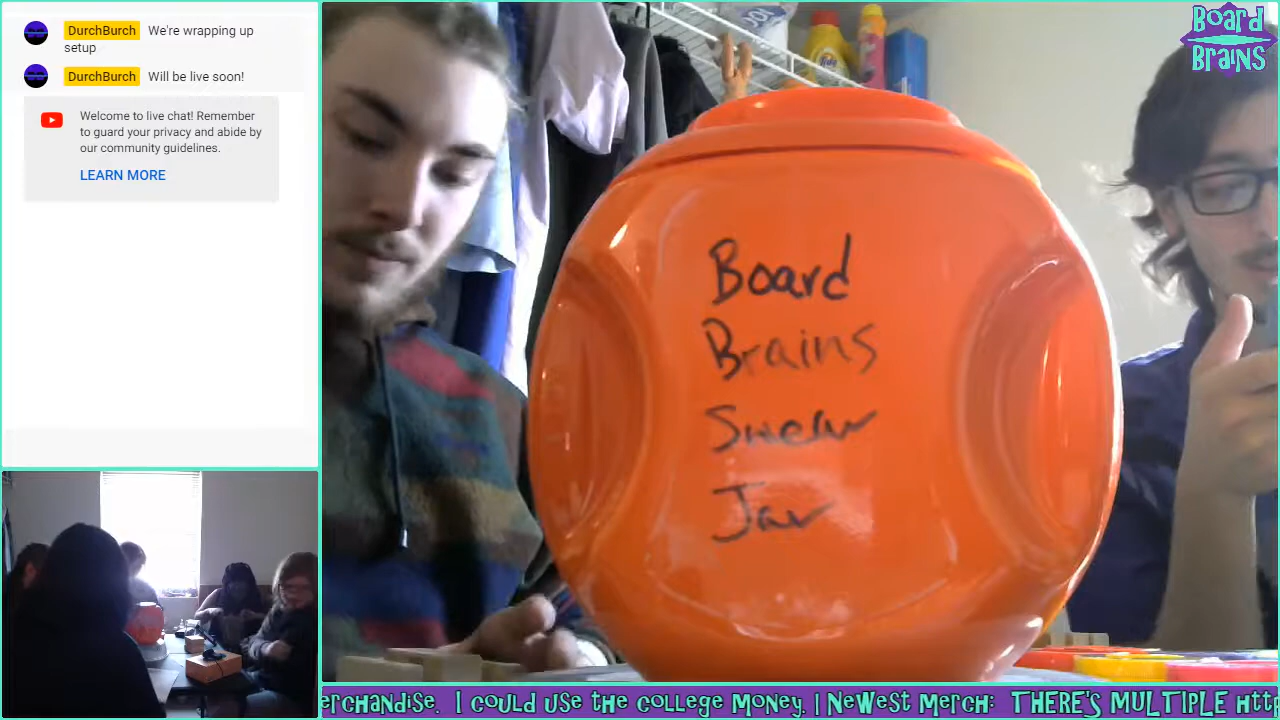 DurchBurch We're wrapping up
setup
DurchBurch Will be live soon!
Welcome to live chat! Remember
to guard your privacy and abide by
our community guidelines.
LEARN MORE
Board
Brains
Swear
Jar
Board
Brains
Tide
erchandise. I could use the college money. | Newest Merch: THERE'S MULTIPLE Http